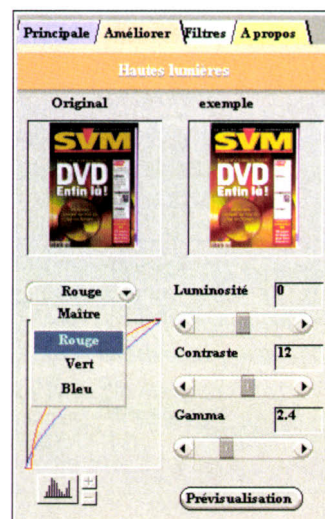 Principale Améliorer Filtres A propos
Hautes lumières
Original exemple
SVM SVM
DVD DVD
Enfin là! Enfin là!
Rouge
Maître
Rouge
Vert
Bleu
Luminosité 0
Contraste 12
Gamma 2.4
Prévisualisation